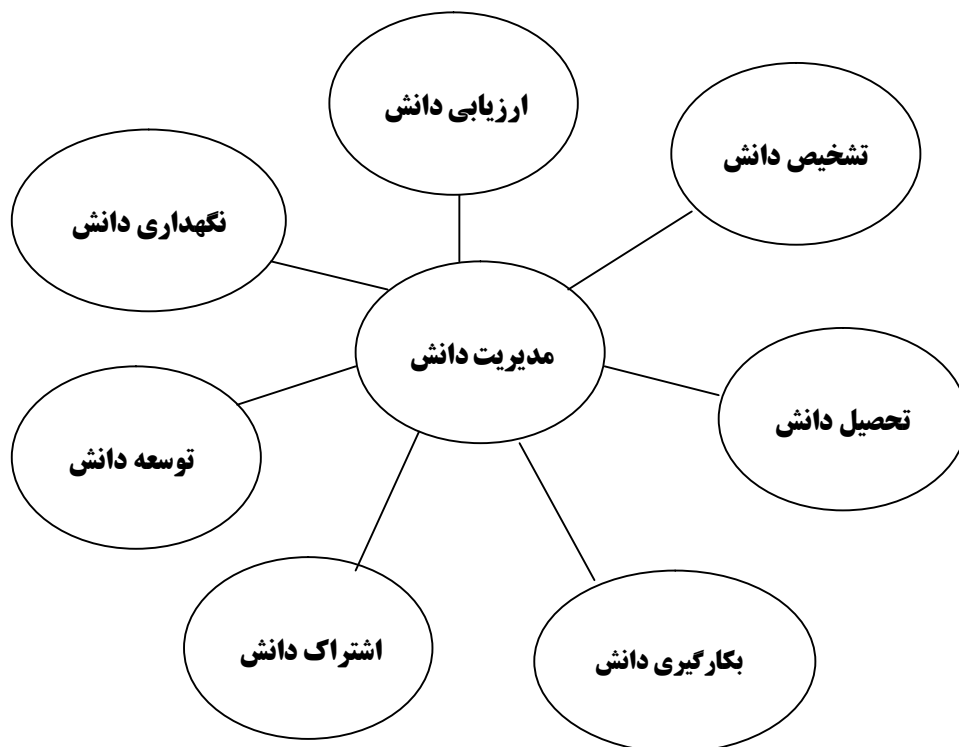 ارزیابی دانش
تشخیص دانش
نگهداری دانش
مدیریت دانش
تحصیل دانش
توسعه دانش
اشتراک دانش
بکارگیری دانش